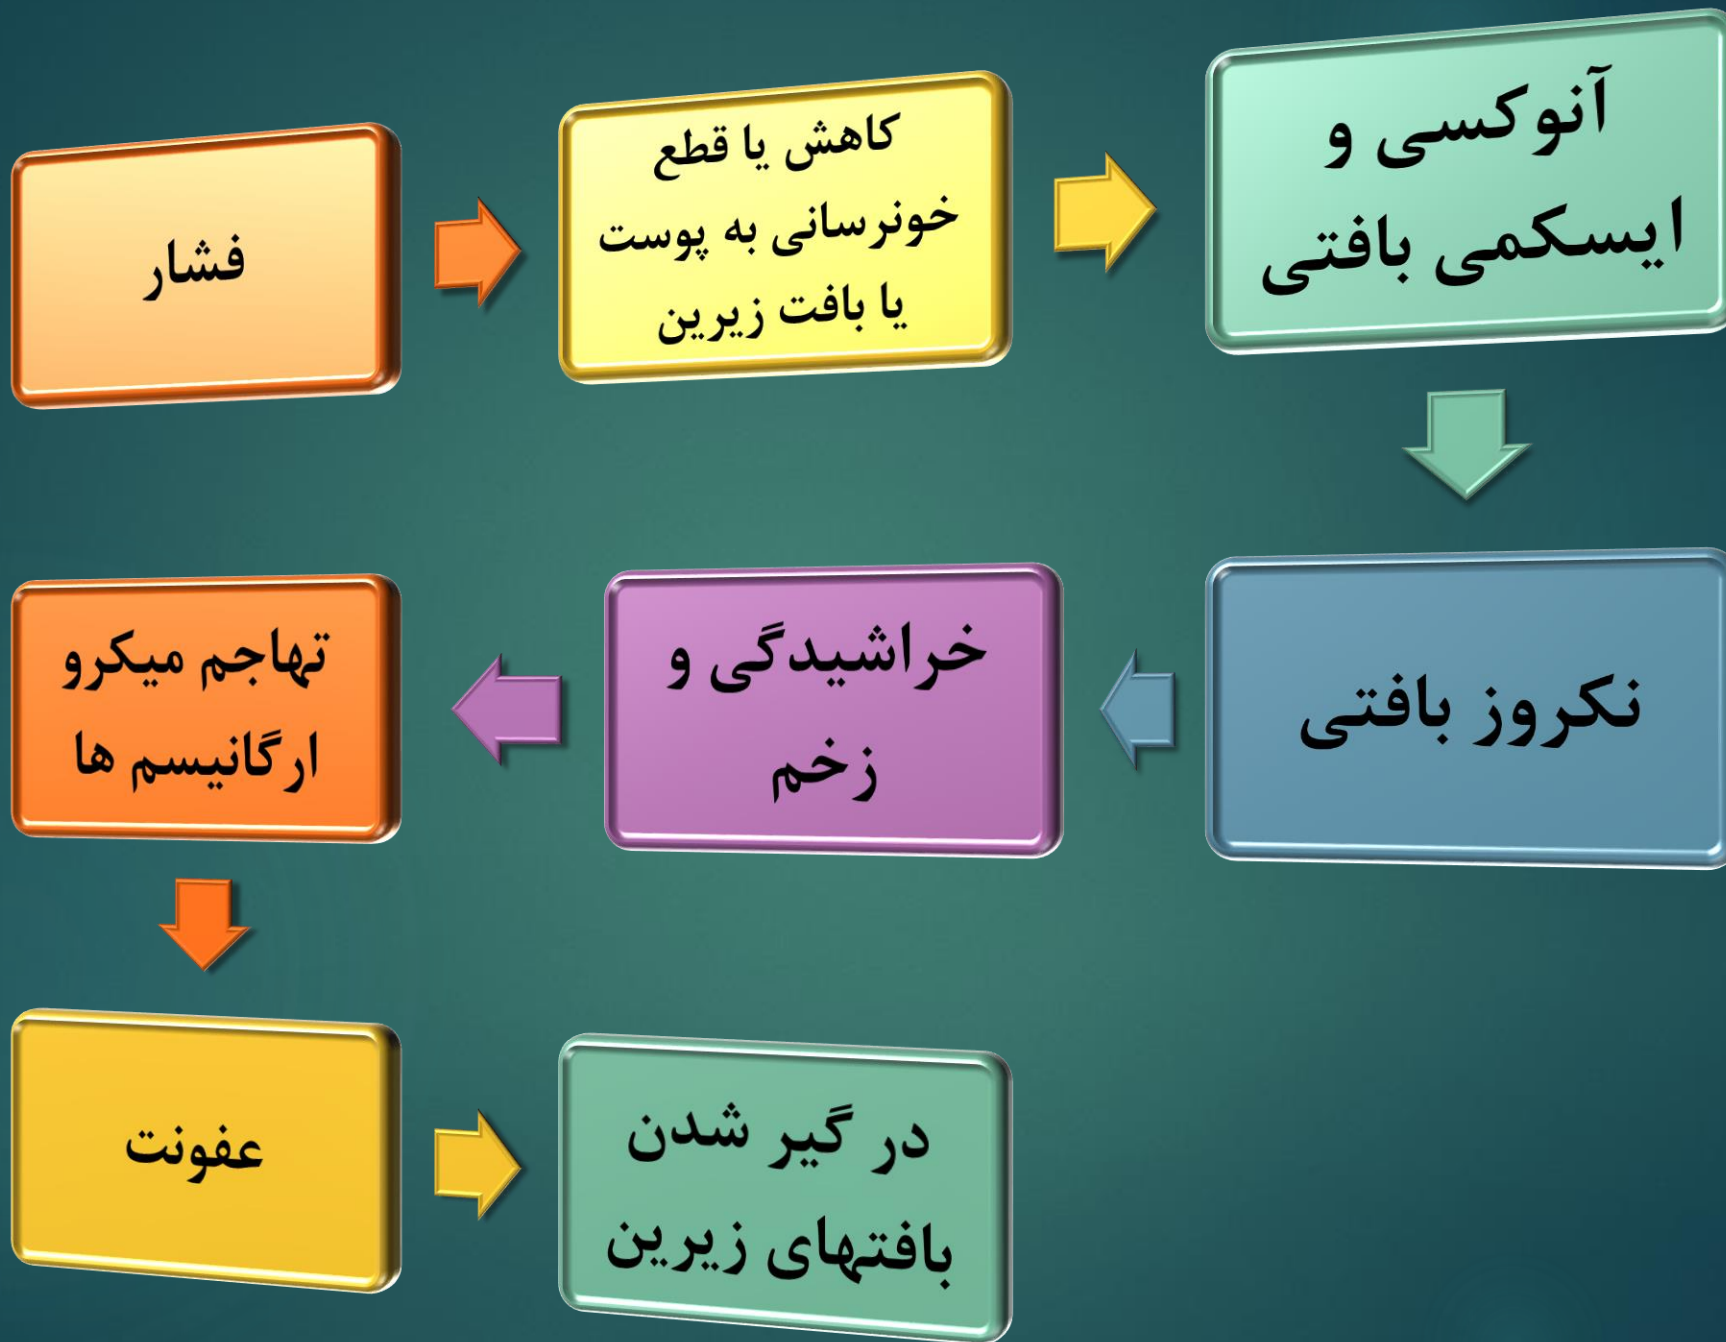 فشار
کاهش یا قطع
خونرسانی به پوست
یا بافت زیرین
آنوکسی و
ایسکمی بافتی
نکروز بافتی
خراشیدگی و
زخم
تهاجم میکرو
ارگانیسم ها
عفونت
در گیر شدن
بافتهای زیرین